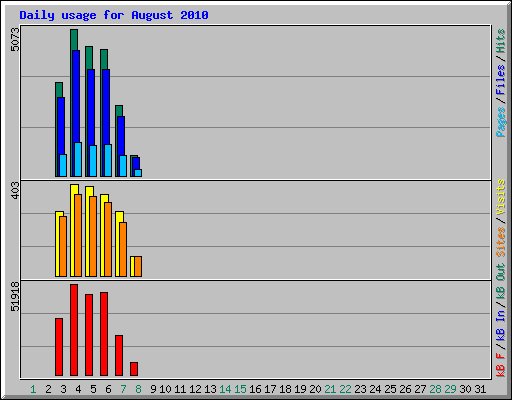 Daily usage for August 2010
5073
403
51918
Pages/Files/Hits
Sites/Visits
kB F/kB In/kB Out
1 2 3 4 5 6 7 8 9 10 11 12 13 14 15 16 17 18 19 20 21 22 23 24 25 26 27 28 29 30 31